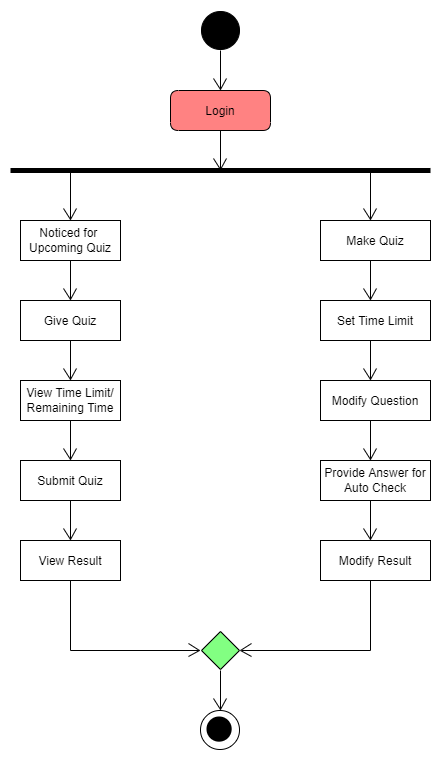 Login
Noticed for
Upcoming Quiz
Give Quiz
View Time Limit/
Remaining Time
Submit Quiz
View Result
Make Quiz
Set Time Limit
Modify Question
Provide Answer for
Auto Check
Modify Result